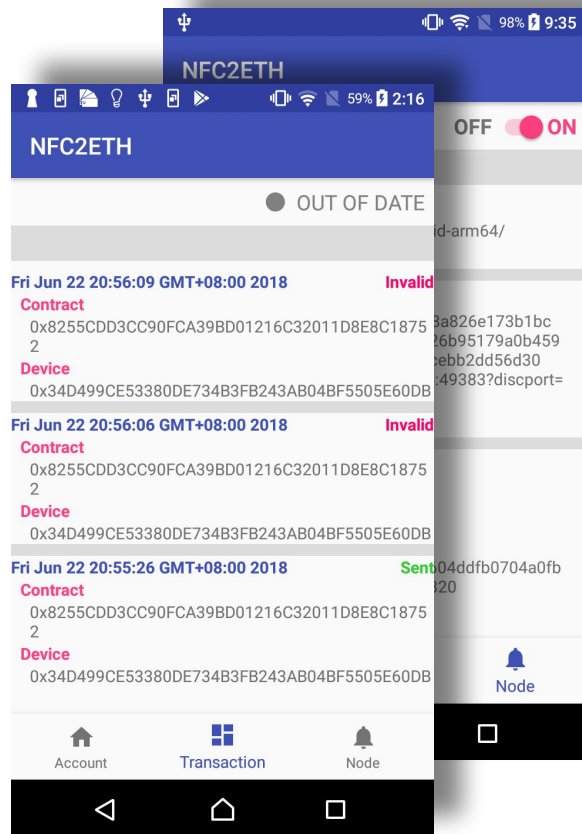 98% 9:35
NFC2ETH
OFF ON
id-arm64/
3a826e173b1bc
26b95179a0b459
cebb2dd56d30
:49383?discport=
604ddfb0704a0fb
320
Node
59% 2:16
NFC2ETH
OUT OF DATE
Fri Jun 22 20:56:09 GMT+08:00 2018 Invalid
Contract
0x8255CDD3CC90FCA39BD01216C32011D8E8C1875
2
Device
0x34D499CE53380DE734B3FB243AB04BF5505E60DB
Fri Jun 22 20:56:06 GMT+08:00 2018 Invalid
Contract
0x8255CDD3CC90FCA39BD01216C32011D8E8C1875
2
Device
0x34D499CE53380DE734B3FB243AB04BF5505E60DB
Fri Jun 22 20:55:26 GMT+08:00 2018 Sent
Contract
0x8255CDD3CC90FCA39BD01216C32011D8E8C1875
2
Device
0x34D499CE53380DE734B3FB243AB04BF5505E60DB
Account Transaction Node